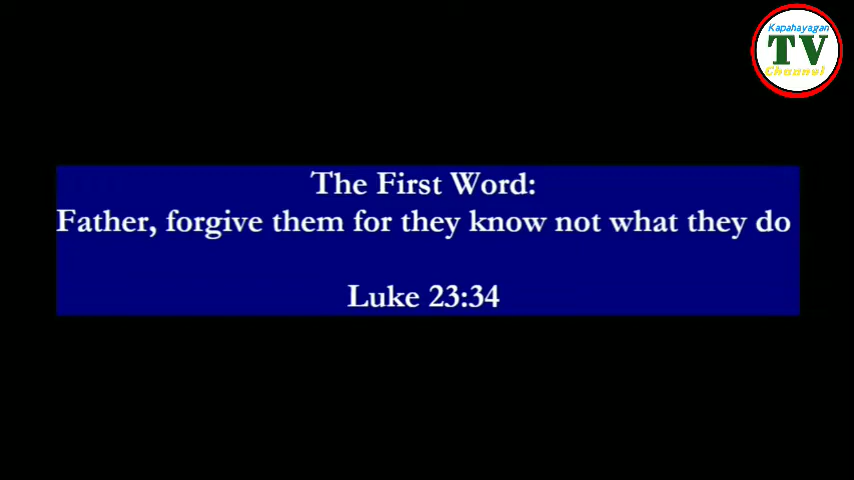 Kapahayagan
TV
Channel
The First Word:
Father, forgive them for they know not what they do
Luke 23:34